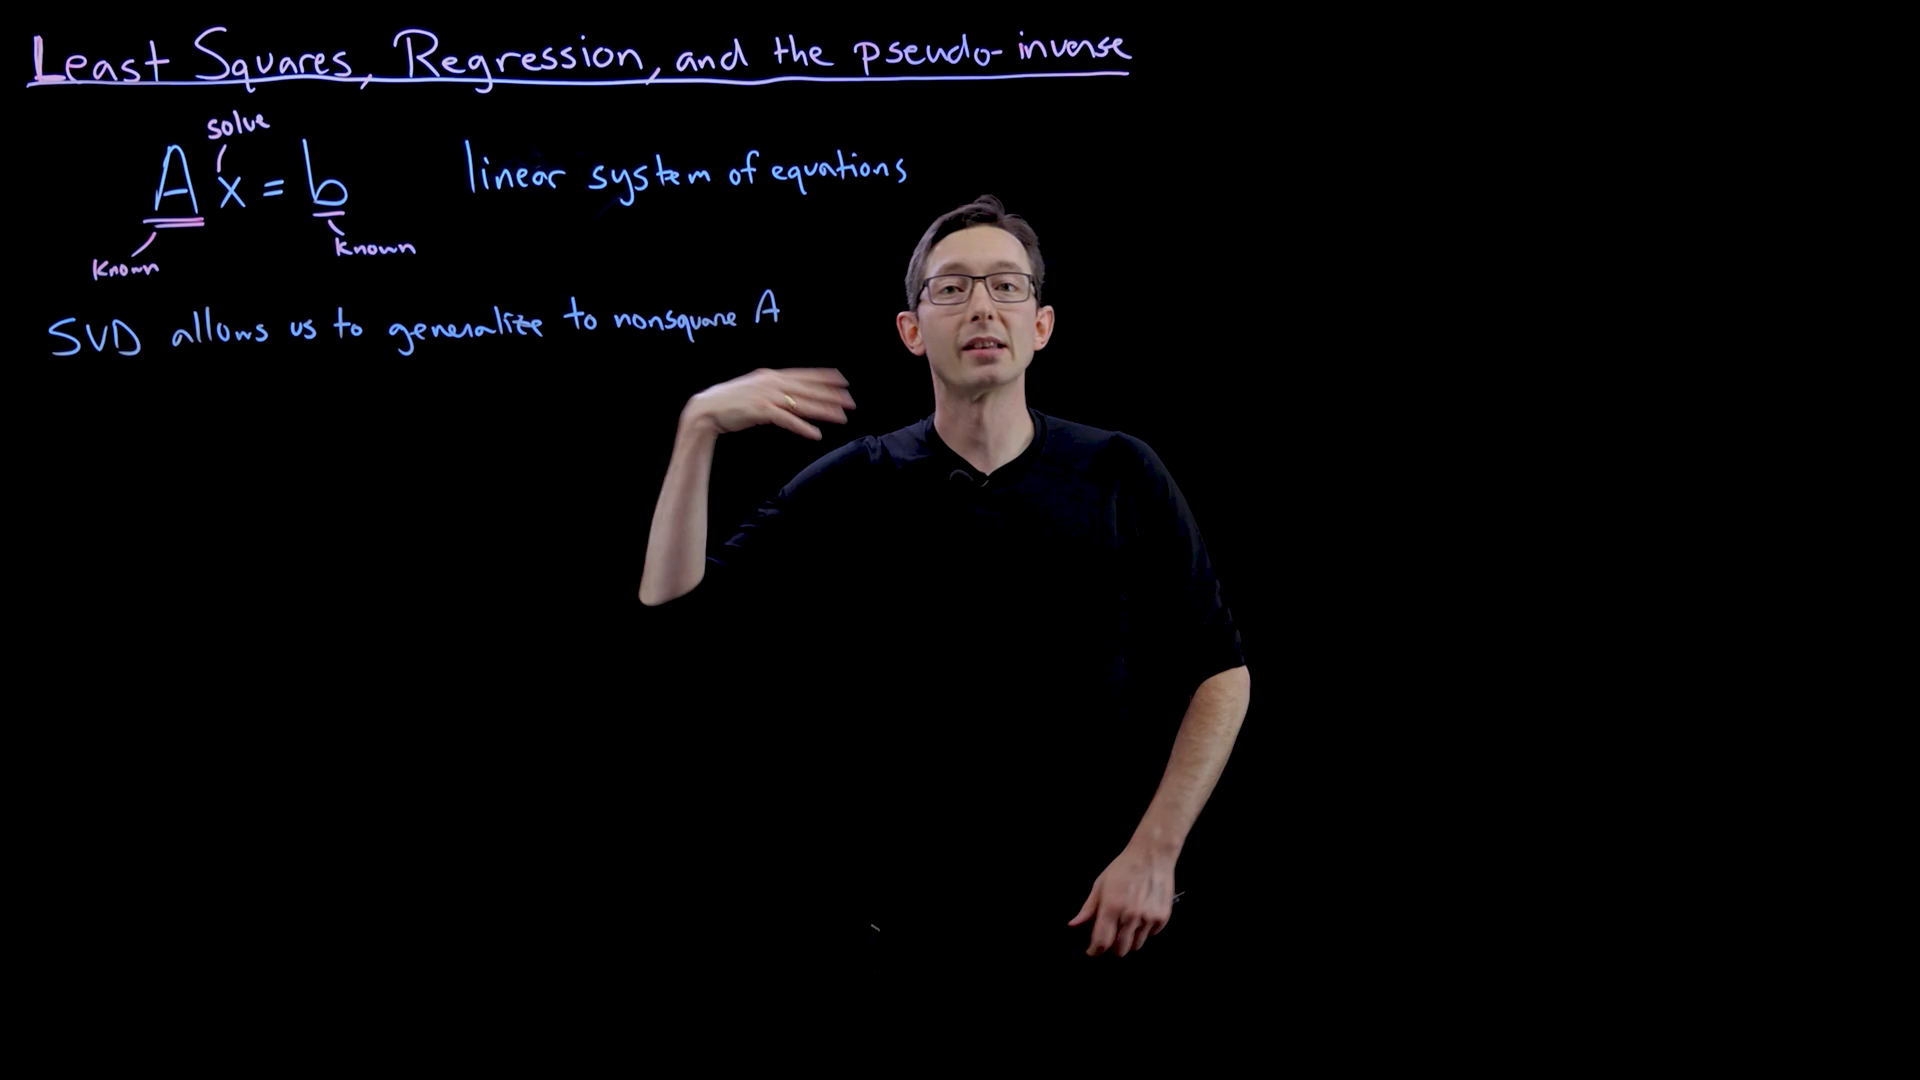 Least Squares, Regression, and the pseudo-inverse
solve
A x = b
linear system of equations
known
known
SVD allows us to generalize to nonsquare A